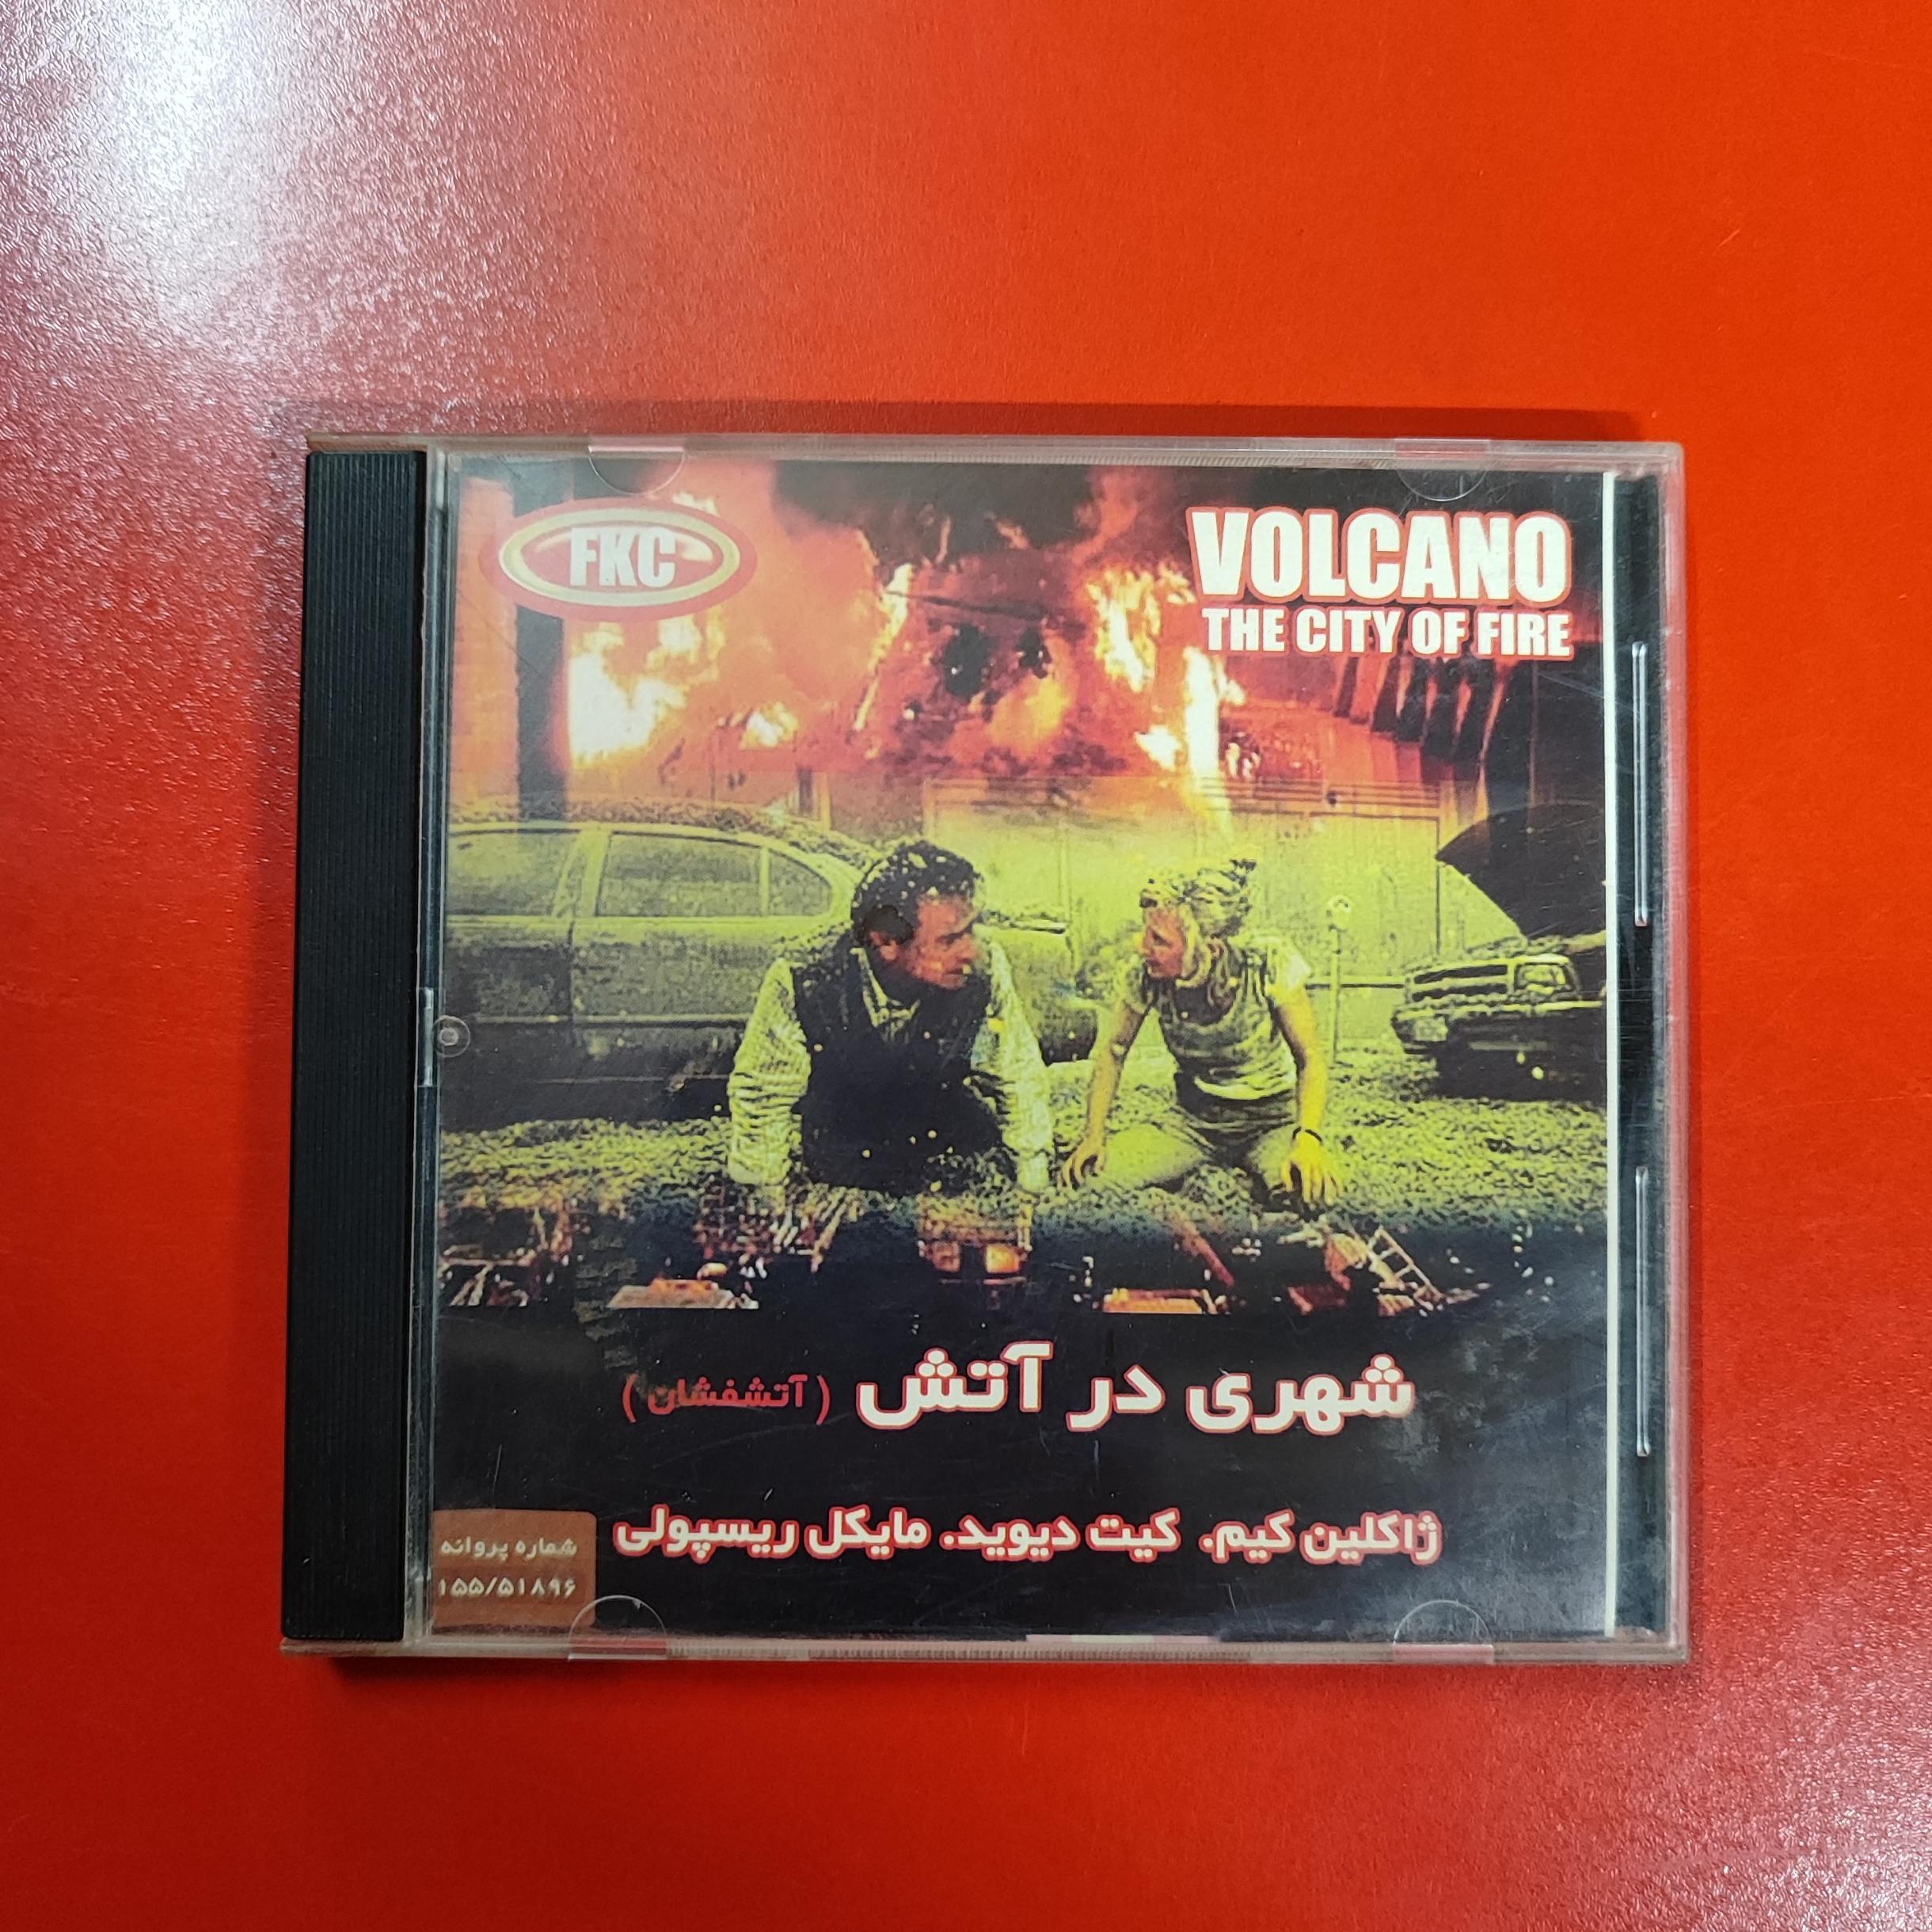 FKC
VOLCANO
THE CITY OF FIRE
شهری در آتش ( آتشفشان )
ژاکلین کیم. کیت دیوید. مایکل ریسپولی
شماره پروانه
۱۵۵/۵۱۸۹۶